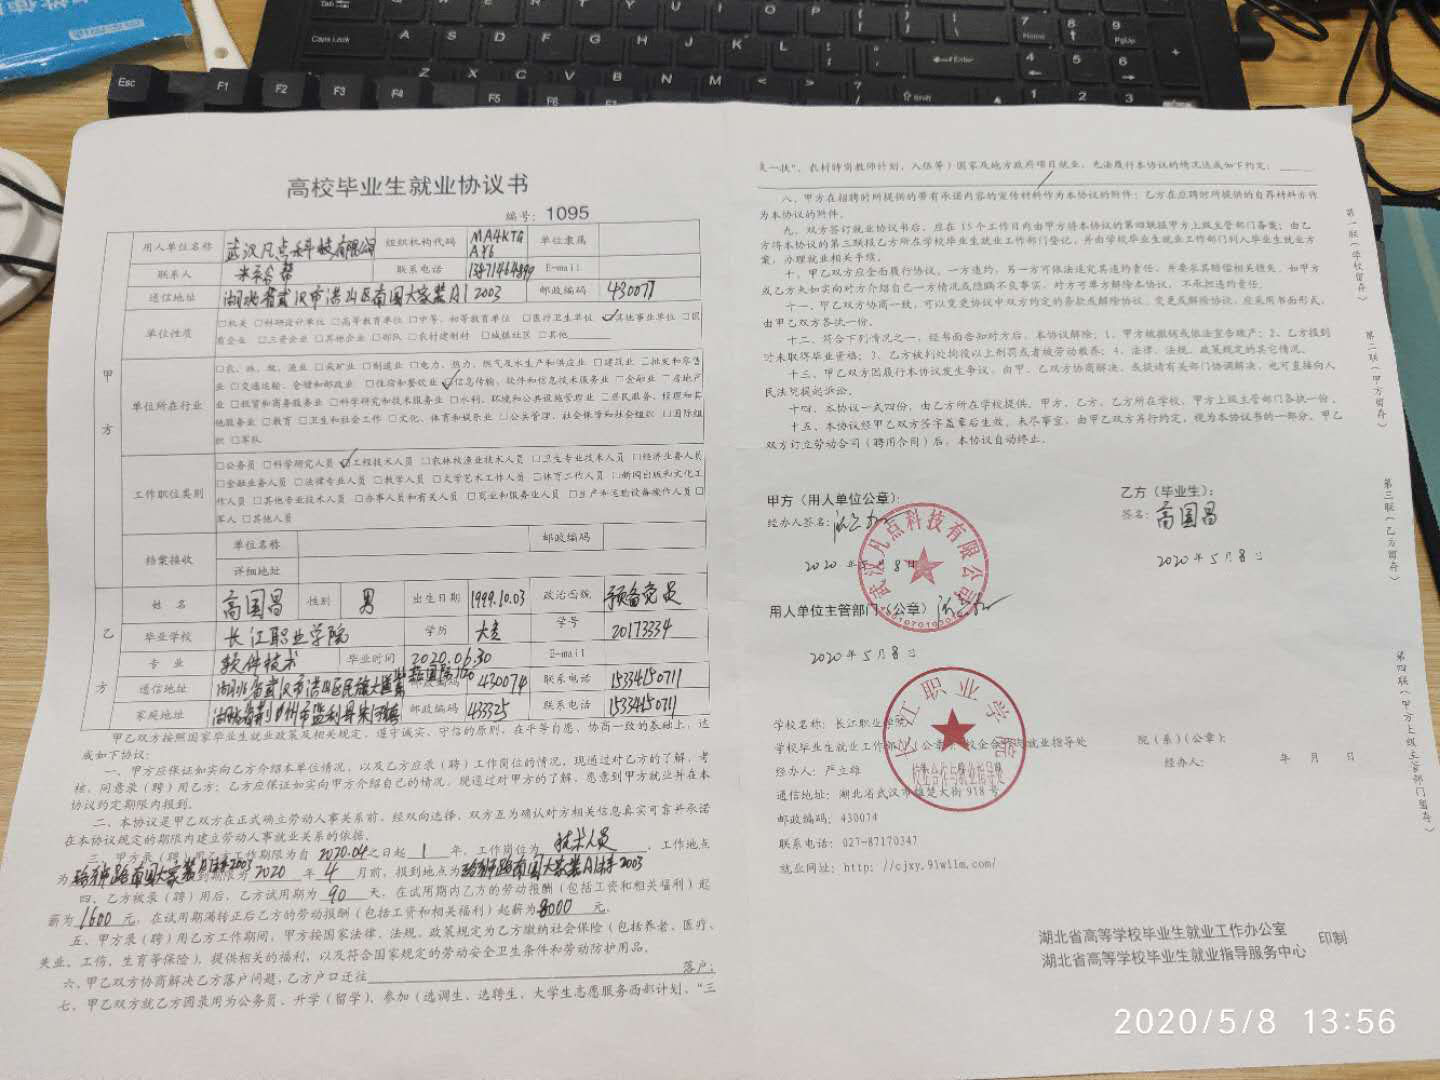 高校毕业生就业协议书
编号：1095
用人单位名称 武汉凡点科技有限公司 组织机构代码 MA4KTG 单位隶属
联系人 联系电话 E-mail
通信地址 湖北省武汉市洪山区南国大家装A1 2003 邮政编码 430071
甲方
单位性质 □机关 □科研设计单位 □高等教育单位 □中等、初等教育单位 □医疗卫生单位 ☑其他事业单位 □国
有企业 □三资企业 □其他企业 □部队 □农村建制村 □城镇社区 □其他
单位所在行业 □农、林、牧、渔业 □采矿业 □制造业 □电力、热力、燃气及水生产和供应业 □建筑业 □批发和零售
业 □交通运输、仓储和邮政业 □住宿和餐饮业 ☑信息传输、软件和信息技术服务业 □金融业 □房地产
业 □租赁和商务服务业 □科学研究和技术服务业 □水利、环境和公共设施管理业 □居民服务、修理和其
他服务业 □教育 □卫生和社会工作 □文化、体育和娱乐业 □公共管理、社会保障和社会组织 □国际组
织 □军队
工作职位类别 □公务员 □科学研究人员 ☑工程技术人员 □农林牧渔业技术人员 □卫生专业技术人员 □经济业务人员
□金融业务人员 □法律专业人员 □教学人员 □文学艺术工作人员 □体育工作人员 □新闻出版和文化工
作人员 □其他专业技术人员 □办事人员和有关人员 □商业和服务业人员 □生产和运输设备操作人员 □
军人 □其他人员
档案接收 单位名称 邮政编码
详细地址
乙方
姓名 高国昌 性别 男 出生日期 1999.10.03 政治面貌 预备党员
毕业学校 长江职业学院 学历 大专 学号 20173334
专业 软件技术 毕业时间 2020.06.30 E-mail
通信地址 湖北省武汉市洪山区民族大道 邮政编码 430074 联系电话 15334150711
家庭地址 湖北省荆州市监利县朱河镇 邮政编码 433325 联系电话 15334150711
甲乙双方按照国家毕业生就业政策及相关规定，遵守诚实、守信的原则，在平等自愿，协商一致的基础上，达
成如下协议：
一、甲方应保证如实向乙方介绍本单位情况，以及乙方应录（聘）工作岗位的情况，现通过对乙方的了解，考
核，同意录（聘）用乙方；乙方应保证如实向甲方介绍自己的情况，现通过对甲方的了解，愿意到甲方就业并在本
协议约定期限内报到。
二、本协议是甲乙双方在正式确立劳动人事关系前，经双向选择，双方互为确认对方相关信息真实可靠并承诺
在本协议规定的期限内建立劳动人事就业关系的依据。
三、甲方录（聘）用乙方工作期限为自 2020.04 之日起 1 年，工作岗位为 技术人员 ，工作地点
为 南国大家装A1栋2003 到期限为 2020 年 4 月前，报到地点为 南国大家装A1栋2003
四、乙方被录（聘）用后，乙方试用期为 90 天，在试用期内乙方的劳动报酬（包括工资和相关福利）起
薪为 1600 元，在试用期满转正后乙方的劳动报酬（包括工资和相关福利）起薪为 8000 元。
五、甲方录（聘）用乙方工作期间，甲方按国家法律、法规、政策规定为乙方缴纳社会保险（包括养老、医疗、
失业、工伤、生育等保险），提供相关的福利，以及符合国家规定的劳动安全卫生条件和劳动防护用品。
六、甲乙双方协商解决乙方落户问题，乙方户口迁往 落户；
七、甲乙双方就乙方因录用为公务员、升学（留学），参加（选调生、选聘生、大学生志愿服务西部计划、“三
支一扶”、农村特岗教师计划，入伍等）国家及地方政府项目就业，无法履行本协议的情况达成如下约定：
八、甲方在招聘时所提供的带有承诺内容的宣传材料作为本协议的附件；乙方在应聘时所提供的自荐材料亦作
为本协议的附件。
九、双方签订就业协议书后，应在 15 个工作日内由甲方将本协议的第四联报甲方上级主管部门备案；由乙
方将本协议的第三联报乙方所在学校毕业生就业工作部门登记，并由学校毕业生就业工作部门列入毕业生就业方
案，办理就业相关手续。
十、甲乙双方应全面履行协议，一方违约，另一方可依法追究其违约责任，并要求其赔偿相关损失。如甲方
或乙方未如实向对方介绍自己一方情况及隐瞒不良事实，对方可单方解除本协议，不承担违约责任。
十一、甲乙双方协商一致，可以变更协议中双方约定的条款或解除协议，变更或解除协议，应采用书面形式，
由甲乙双方各执一份。
十二、符合下列情况之一，经书面告知对方后，本协议解除：1、甲方被撤销或依法宣告破产；2、乙方报到
时未取得毕业资格；3、乙方被判处拘役以上刑罚或者被劳动教养；4、法律、法规、政策规定的其它情况。
十三、甲乙双方因履行本协议发生争议，由甲、乙双方协商解决，或提请有关部门协调解决，也可直接向人
民法院提起诉讼。
十四、本协议一式四份，由乙方所在学校提供，甲方、乙方、乙方所在学校、甲方上级主管部门各执一份。
十五、本协议经甲乙双方签字盖章后生效。未尽事宜，由甲乙双方另行约定，视为本协议书的一部分。甲乙
双方订立劳动合同（聘用合同）后，本协议自动终止。
甲方（用人单位公章）：
经办人签名：
2020年5月8日
武汉凡点科技有限公司
用人单位主管部门（公章）
2020年5月8日
乙方（毕业生）：
签名：高国昌
2020年5月8日
长江职业学院
校企合作与就业指导处
学校名称：长江职业学院
学校毕业生就业工作部门（公章）：校企合作与就业指导处
经办人：严立雄
通信地址：湖北省武汉市雄楚大街 918 号
邮政编码：430074
联系电话：027-87170347
就业网址：http://cjxy.91wllm.com/
院（系）（公章）：
经办人： 年 月 日
湖北省高等学校毕业生就业工作办公室
湖北省高等学校毕业生就业指导服务中心 印制
第一联（学校留存）
第二联（甲方留存）
第三联（乙方留存）
第四联（甲方上级主管部门留存）
2020/5/8 13:56